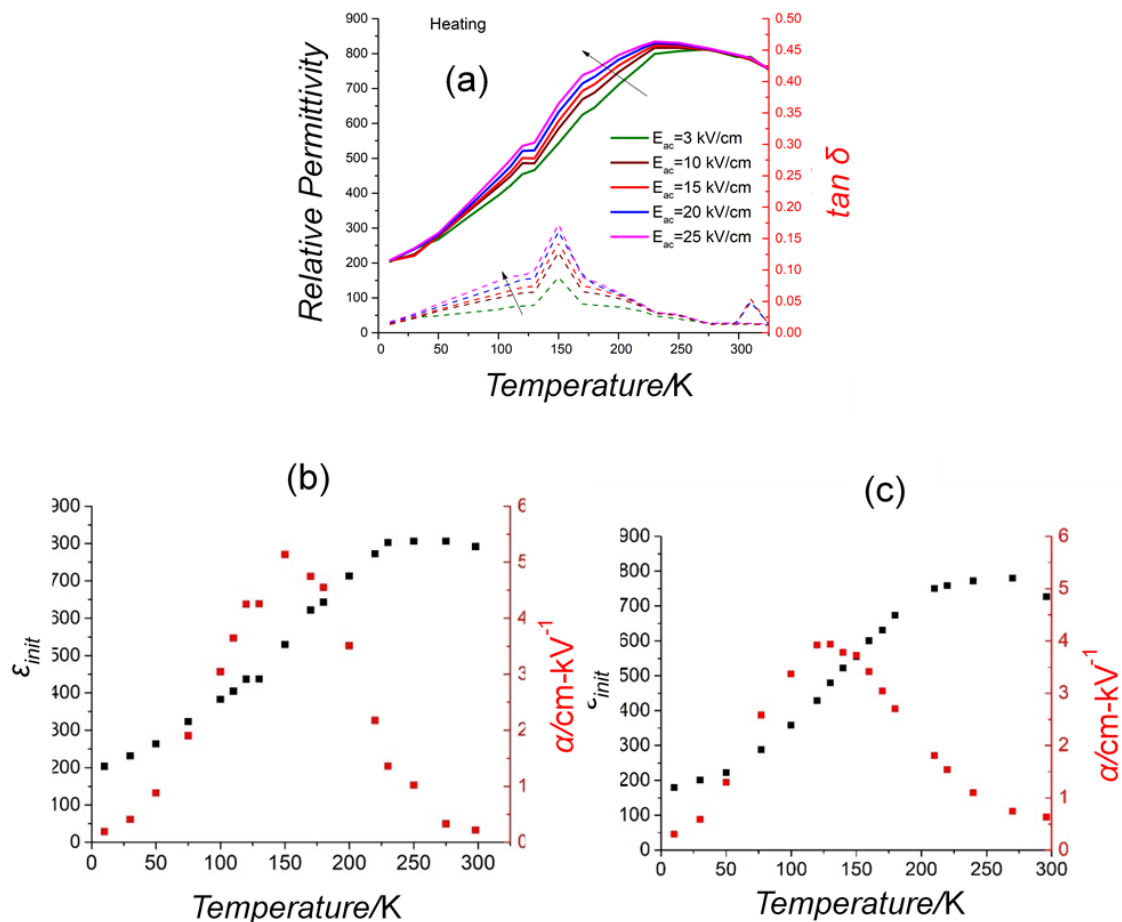 Heating
(a)
Relative Permittivity
900
800
700
600
500
400
300
200
100
0
0.50
0.45
0.40
0.35
0.30
0.25
0.20
0.15
0.10
0.05
0.00
tan δ
E_ac=3 kV/cm
E_ac=10 kV/cm
E_ac=15 kV/cm
E_ac=20 kV/cm
E_ac=25 kV/cm
0 50 100 150 200 250 300
Temperature/K
(b)
ε_init
900
800
700
600
500
400
300
200
100
0
6
5
4
3
2
1
0
α/cm-kV^-1
0 50 100 150 200 250 300
Temperature/K
(c)
ε_init
900
800
700
600
500
400
300
200
100
0
6
5
4
3
2
1
0
α/cm-kV^-1
0 50 100 150 200 250 300
Temperature/K